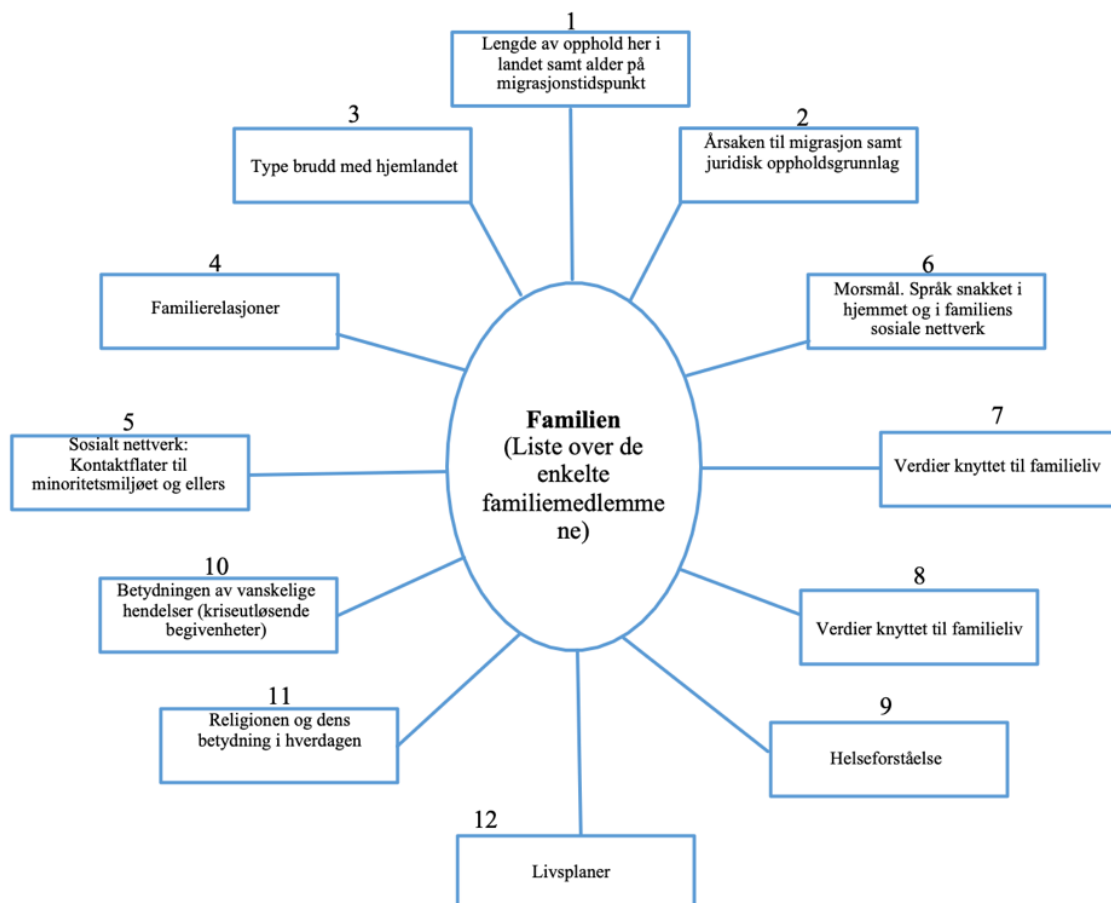 1
Lengde av opphold her i
landet samt alder på
migrasjonstidspunkt
2
Årsaken til migrasjon samt
juridisk oppholdsgrunnlag
3
Type brudd med hjemlandet
4
Familierelasjoner
6
Morsmål. Språk snakket i
hjemmet og i familiens
sosiale nettverk
5
Sosialt nettverk:
Kontaktflater til
minoritetsmiljøet og ellers
Familien
(Liste over de
enkelte
familiemedlemme
ne)
7
Verdier knyttet til familieliv
10
Betydningen av vanskelige
hendelser (kriseutløsende
begivenheter)
8
Verdier knyttet til familieliv
11
Religionen og dens
betydning i hverdagen
9
Helseforståelse
12
Livsplaner